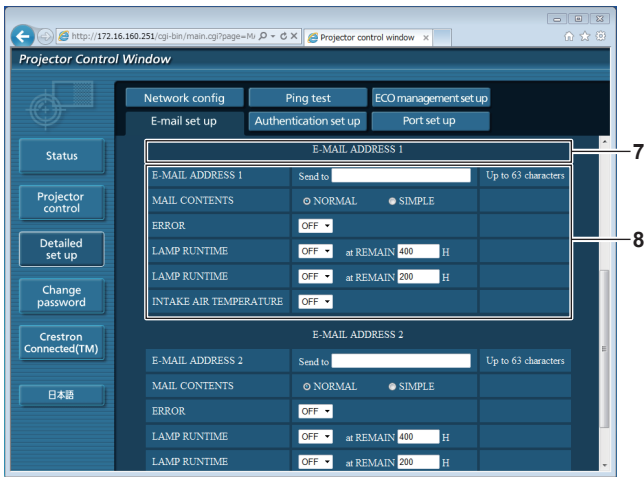 http://172.16.160.251/cgi-bin/main.cgi?page=M
Projector control window
Projector Control Window
Network config
Ping test
ECO management set up
E-mail set up
Authentication set up
Port set up
Status
Projector control
Detailed set up
Change password
Crestron Connected(TM)
日本語
E-MAIL ADDRESS 1
7
E-MAIL ADDRESS 1 Send to Up to 63 characters
MAIL CONTENTS NORMAL SIMPLE
ERROR OFF
8
LAMP RUNTIME OFF at REMAIN 400 H
LAMP RUNTIME OFF at REMAIN 200 H
INTAKE AIR TEMPERATURE OFF
E-MAIL ADDRESS 2
E-MAIL ADDRESS 2 Send to Up to 63 characters
MAIL CONTENTS NORMAL SIMPLE
ERROR OFF
LAMP RUNTIME OFF at REMAIN 400 H
LAMP RUNTIME OFF at REMAIN 200 H